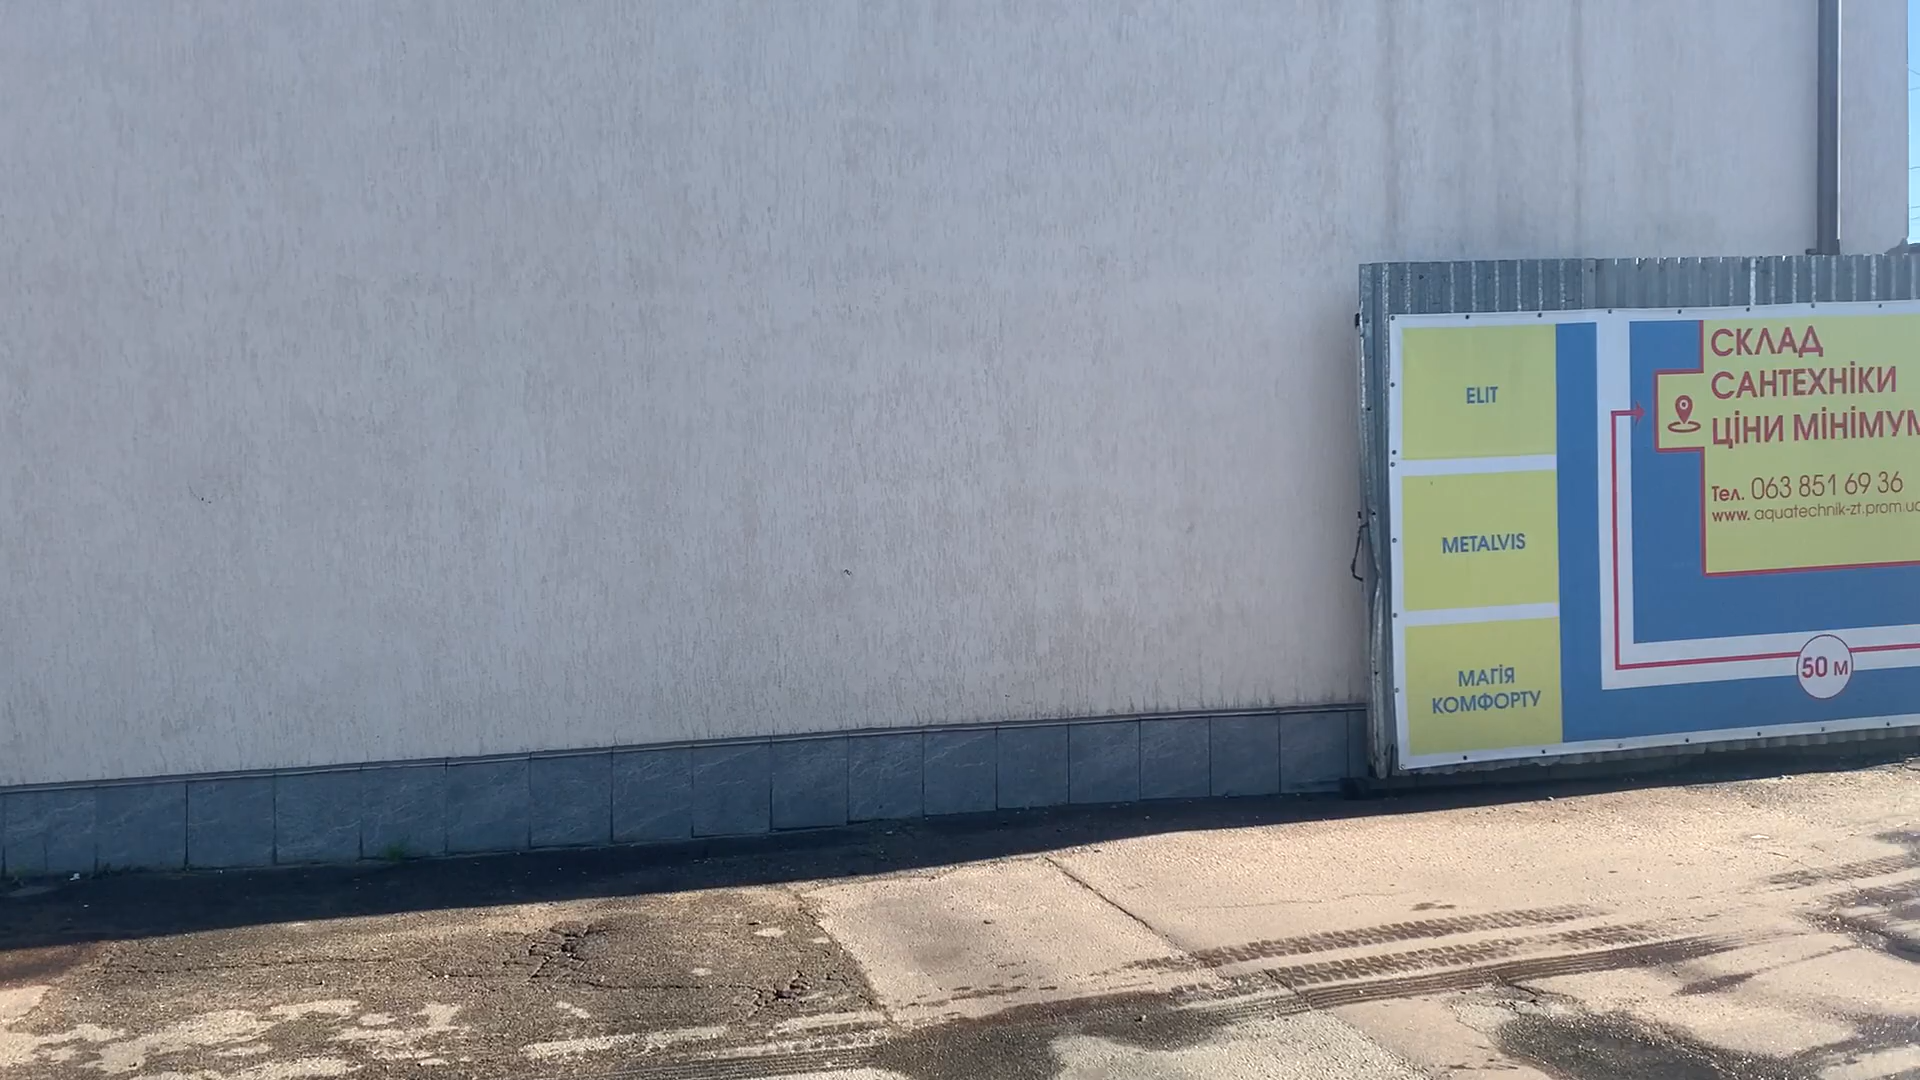 ELIT
METALVIS
МАГІЯ
КОМФОРТУ
СКЛАД
САНТЕХНІКИ
ЦІНИ МІНІМУМ
Тел. 063 851 69 36
www. aquatechnik-zt.prom.ua
50 м